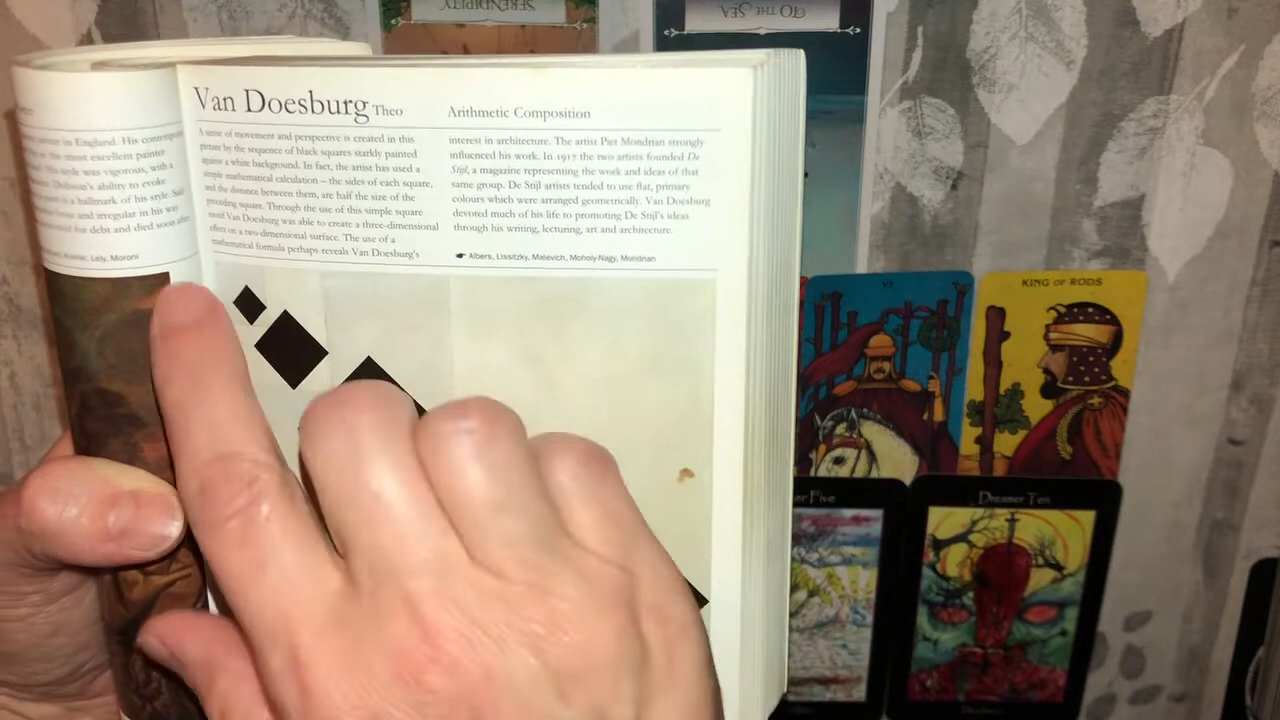 SERENDIPITY
TO THE SEA
Van Doesburg Theo
Arithmetic Composition
A sense of movement and perspective is created in this
picture by the sequence of black squares starkly painted
against a white background. In fact, the artist has used a
simple mathematical calculation – the sides of each square,
and the distance between them, are half the size of the
preceding square. Through the use of this simple square
motif Van Doesburg was able to create a three-dimensional
effect on a two-dimensional surface. The use of a
mathematical formula perhaps reveals Van Doesburg's
interest in architecture. The artist Piet Mondrian strongly
influenced his work. In 1917 the two artists founded De
Stijl, a magazine representing the work and ideas of that
same group. De Stijl artists tended to use flat, primary
colours which were arranged geometrically. Van Doesburg
devoted much of his life to promoting De Stijl's ideas
through his writing, lecturing, art and architecture.
Albers, Lissitzky, Malevich, Moholy-Nagy, Mondrian
in England. His
the most excellent painter
style was vigorous, with a
Dobson's ability to evoke
is a hallmark of his style. Said
loose and irregular in his way
for debt and died soon after
Lely, Moroni
VI
KING OF RODS
Five
Dreamer Ten